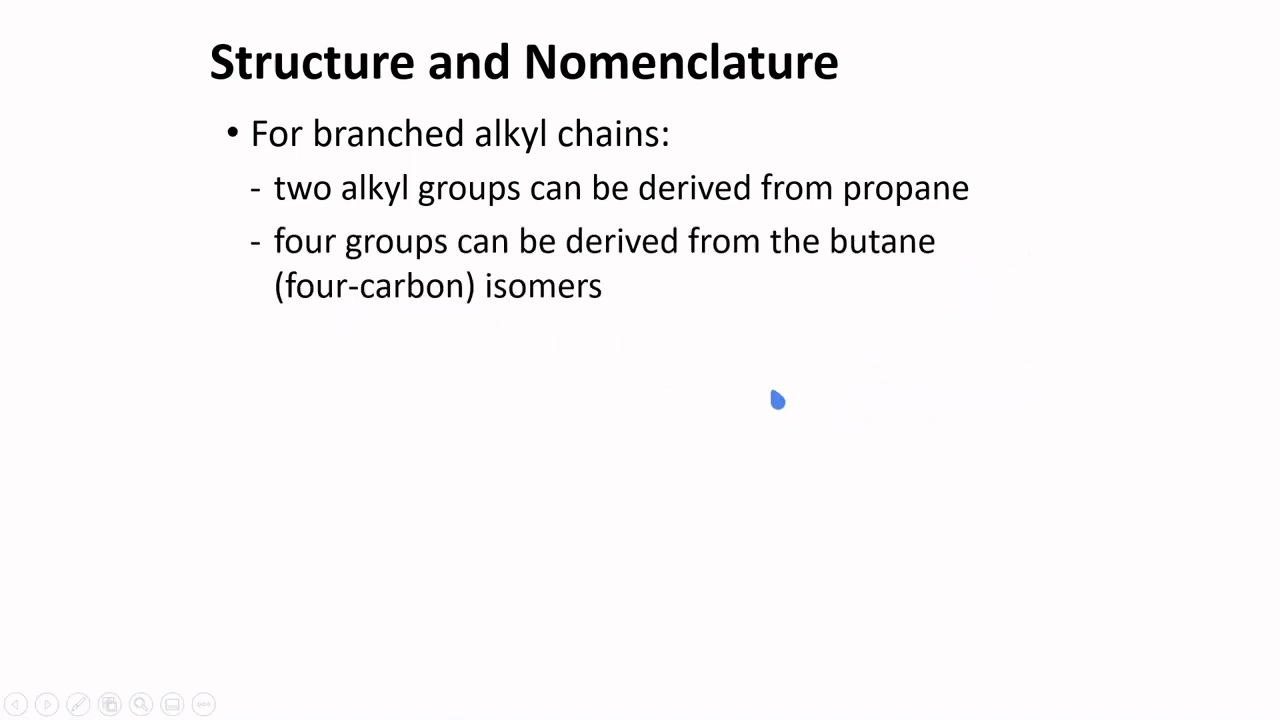 Structure and Nomenclature
• For branched alkyl chains:
- two alkyl groups can be derived from propane
- four groups can be derived from the butane
(four-carbon) isomers